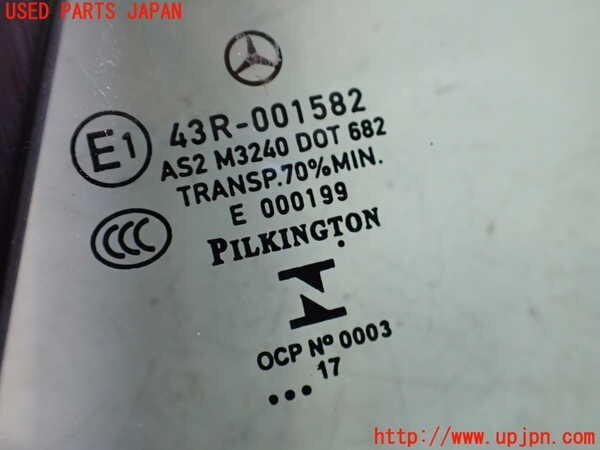 USED PARTS JAPAN
E1
43R-001582
AS2 M3240 DOT 682
TRANSP.70%MIN.
E 000199
CCC
PILKINGTON
OCP Nº 0003
17
http://www.upjpn.com/